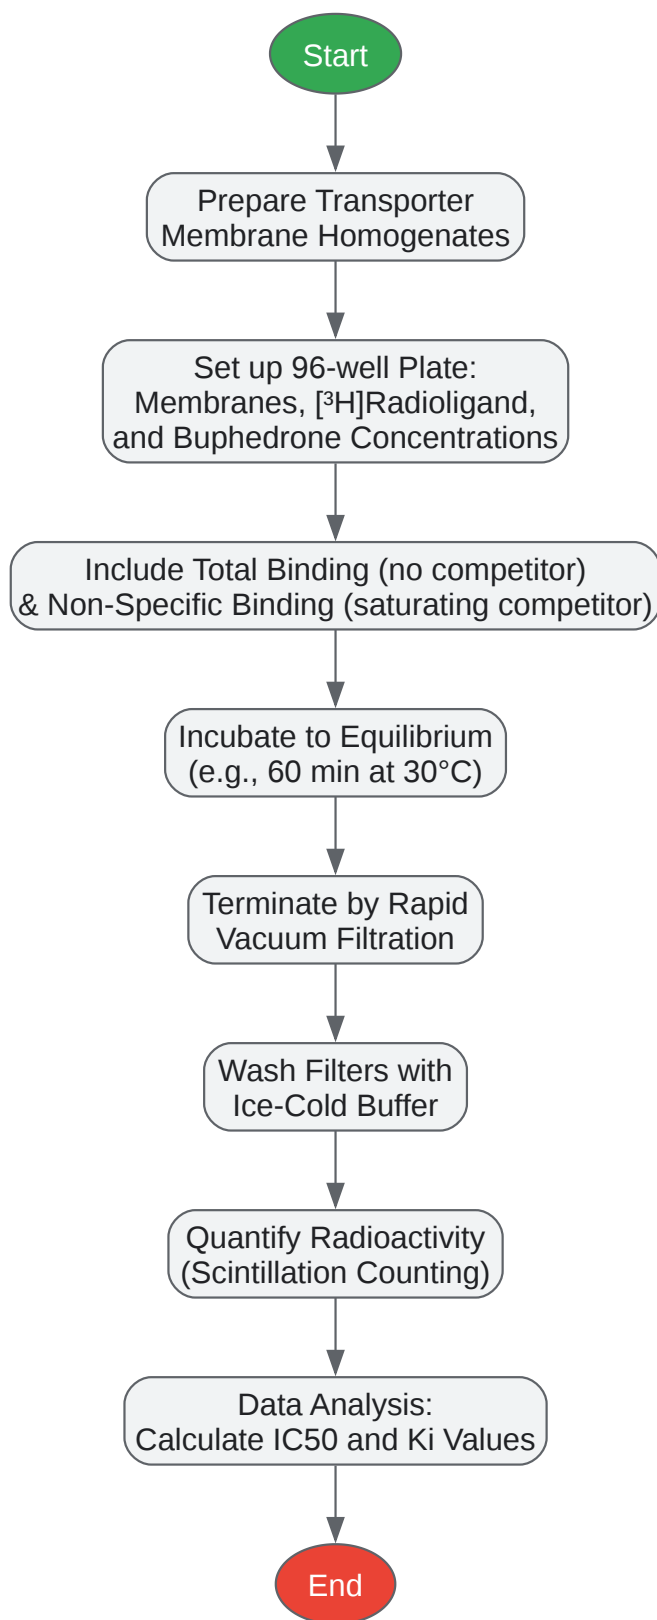 Start
Prepare Transporter
Membrane Homogenates
Set up 96-well Plate:
Membranes, [³H]Radioligand,
and Buphedrone Concentrations
Include Total Binding (no competitor)
& Non-Specific Binding (saturating competitor)
Incubate to Equilibrium
(e.g., 60 min at 30°C)
Terminate by Rapid
Vacuum Filtration
Wash Filters with
Ice-Cold Buffer
Quantify Radioactivity
(Scintillation Counting)
Data Analysis:
Calculate IC50 and Ki Values
End